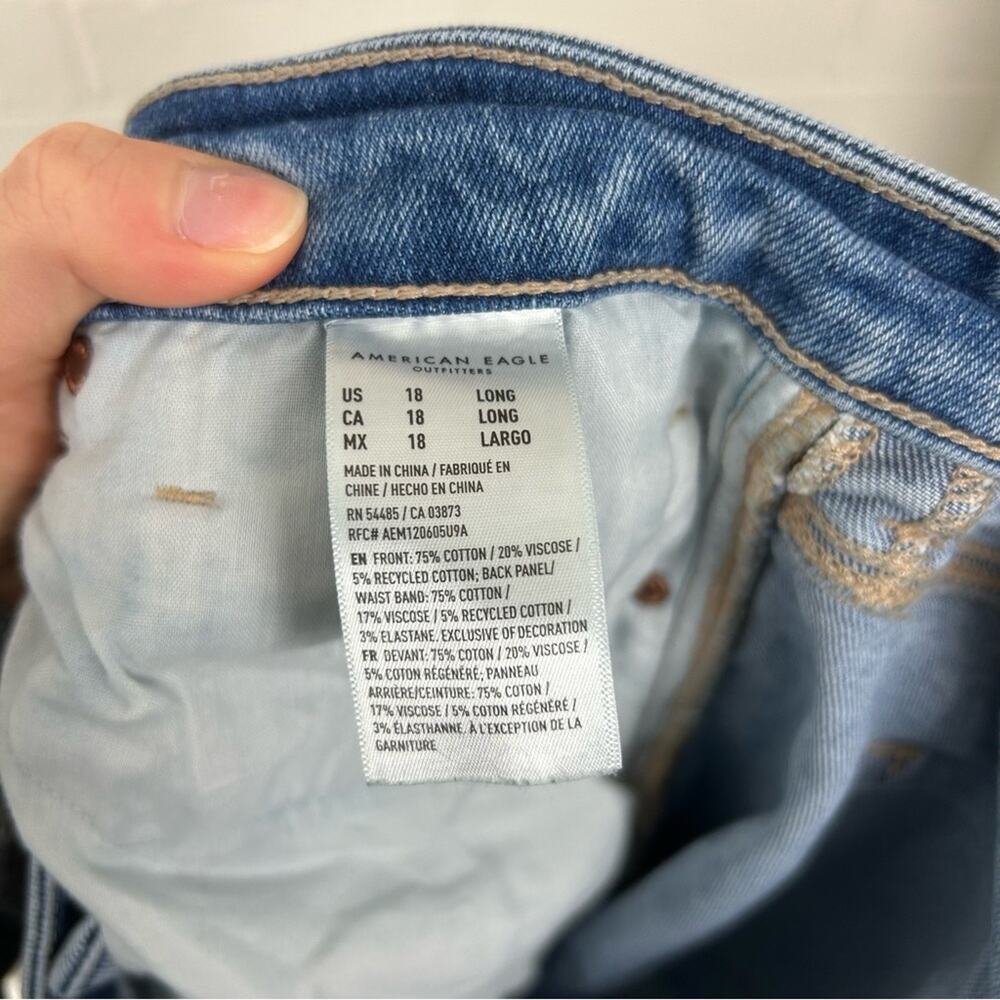 AMERICAN EAGLE
OUTFITTERS
US 18 LONG
CA 18 LONG
MX 18 LARGO
MADE IN CHINA / FABRIQUÉ EN
CHINE / HECHO EN CHINA
RN 54485 / CA 03873
RFC# AEM120605U9A
EN FRONT: 75% COTTON / 20% VISCOSE /
5% RECYCLED COTTON; BACK PANEL/
WAIST BAND: 75% COTTON /
17% VISCOSE / 5% RECYCLED COTTON /
3% ELASTANE. EXCLUSIVE OF DECORATION
FR DEVANT: 75% COTON / 20% VISCOSE /
5% COTON RÉGÉNÉRÉ; PANNEAU
ARRIÈRE/CEINTURE: 75% COTON /
17% VISCOSE / 5% COTON RÉGÉNÉRÉ /
3% ÉLASTHANNE. À L'EXCEPTION DE LA
GARNITURE